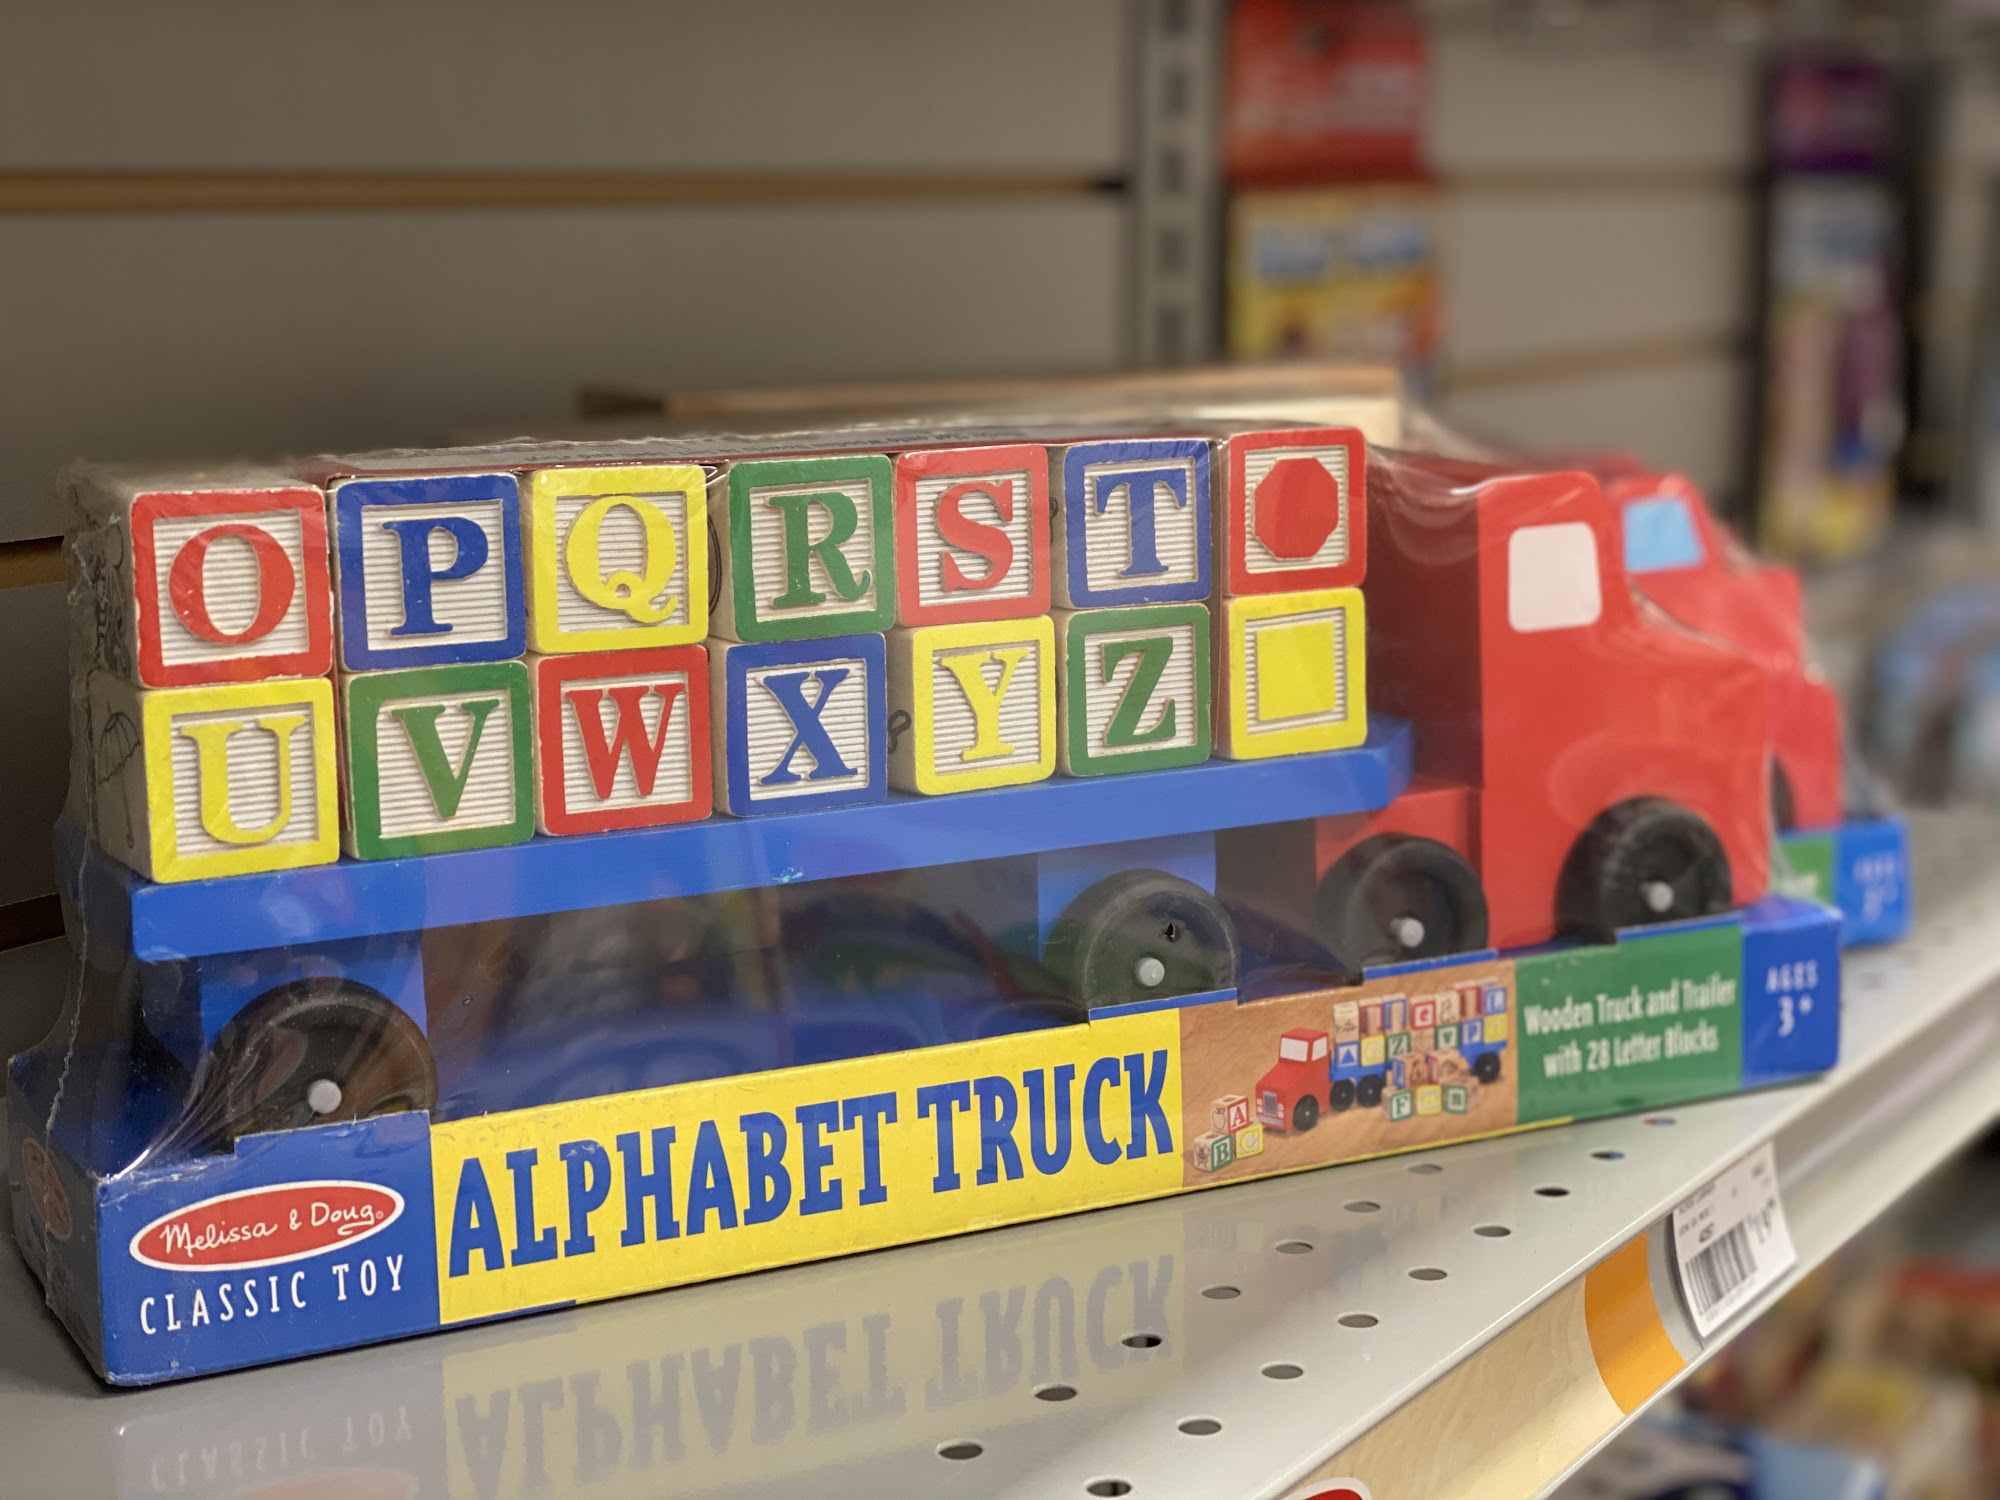 O P Q R S T
U V W X Y Z
Melissa & Doug
CLASSIC TOY
ALPHABET TRUCK
Wooden Truck and Trailer
with 28 Letter Blocks
AGES
3+